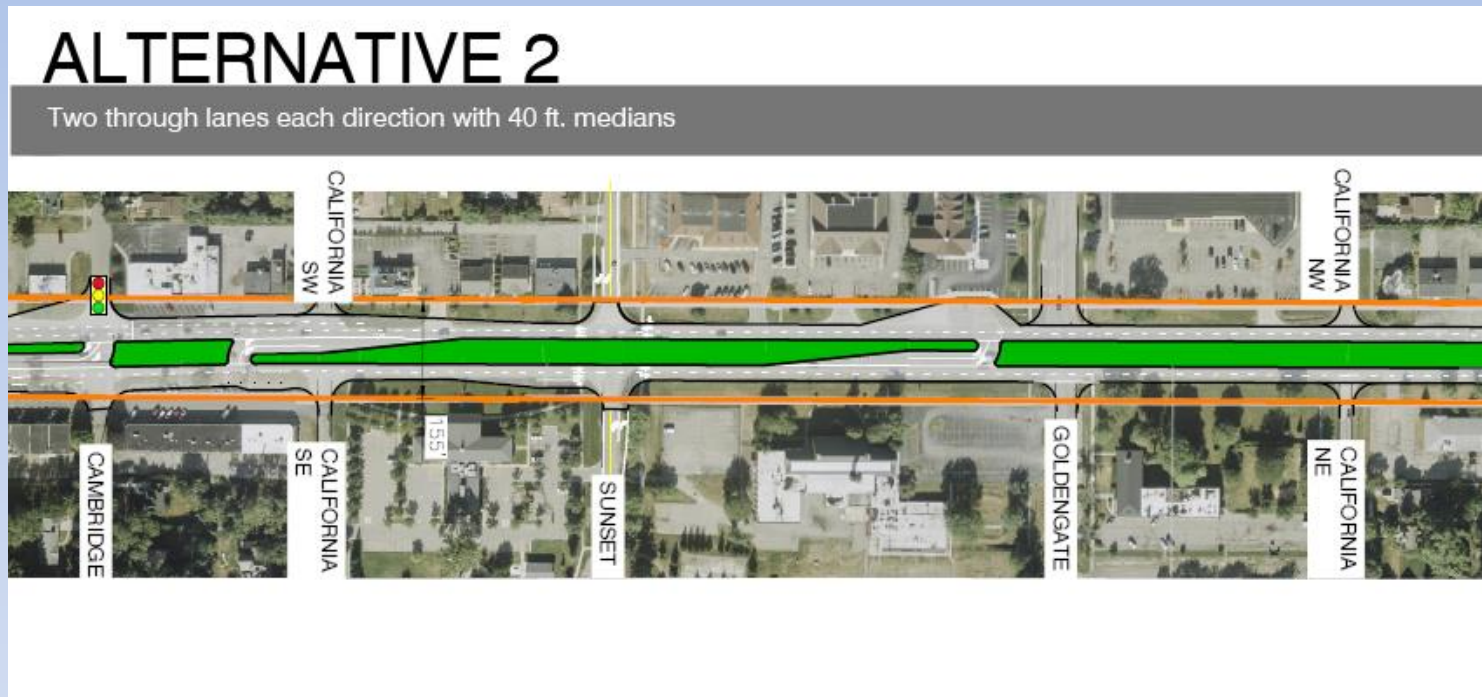 ALTERNATIVE 2
Two through lanes each direction with 40 ft. medians
CALIFORNIA
SW
CALIFORNIA
NW
155'
CAMBRIDGE
CALIFORNIA
SE
SUNSET
GOLDENGATE
CALIFORNIA
NE